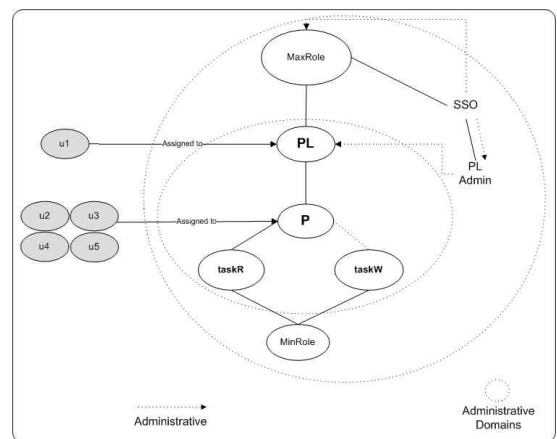 MaxRole
SSO
u1
Assigned to
PL
PL
Admin
u2
u3
Assigned to
P
u4
u5
taskR
taskW
MinRole
Administrative
Administrative
Domains